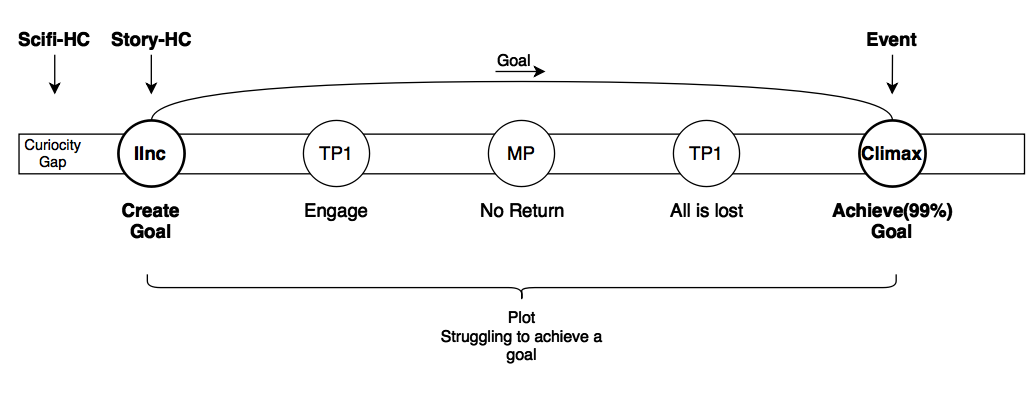 Scifi-HC
Story-HC
Event
Goal
Curiocity
Gap
IInc
TP1
MP
TP1
Climax
Create
Goal
Engage
No Return
All is lost
Achieve(99%)
Goal
Plot
Struggling to achieve a
goal